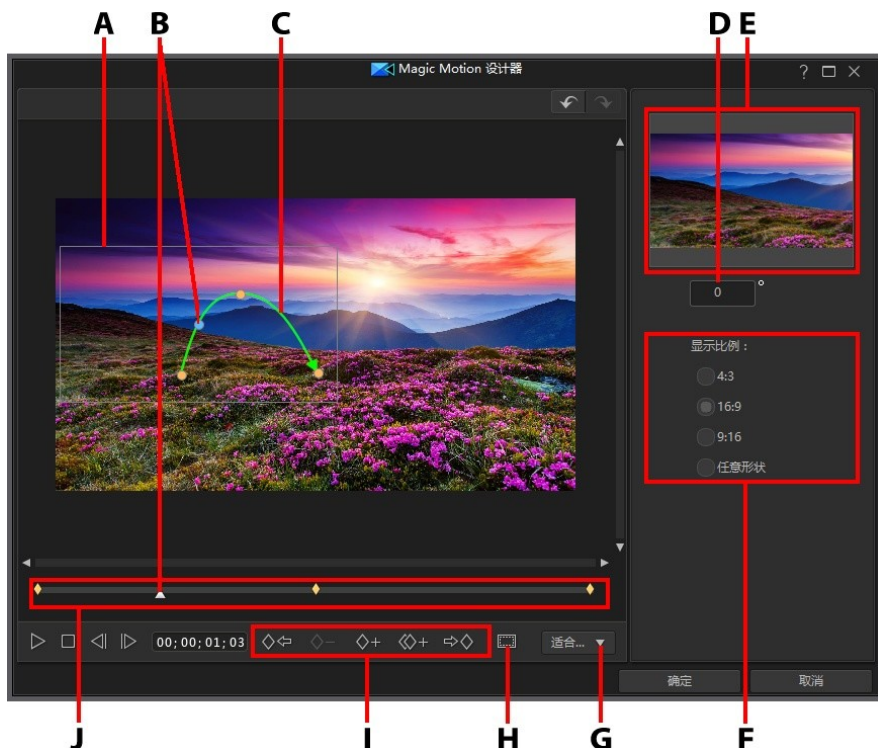 A B C D E
Magic Motion 设计器
0 °
显示比例：
4:3
16:9
9:16
任意形状
00;00;01;03
适合...
确定 取消
J I H G F